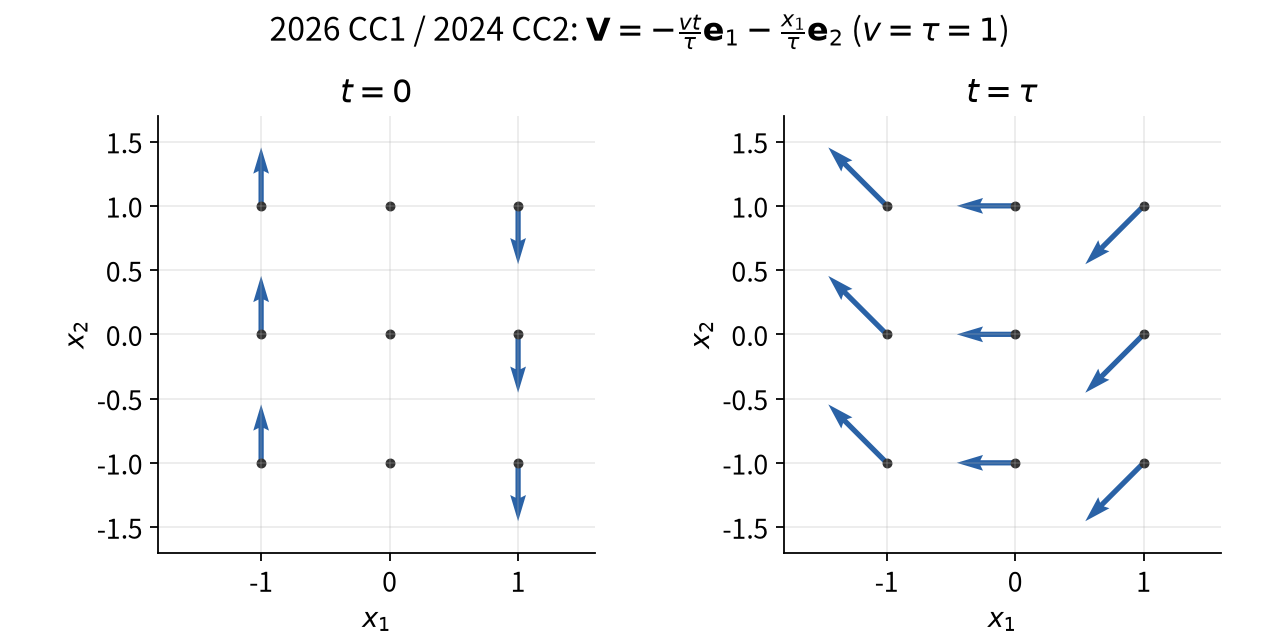 2026 CC1 / 2024 CC2: V = −\frac{vt}{τ}e₁ − \frac{x₁}{τ}e₂ (v = τ = 1)
t = 0
1.5
1.0
0.5
0.0
-0.5
-1.0
-1.5
x₂
-1 0 1
x₁
t = τ
1.5
1.0
0.5
0.0
-0.5
-1.0
-1.5
x₂
-1 0 1
x₁